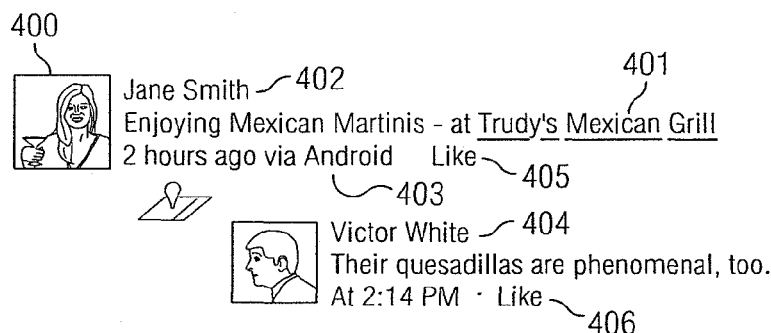 400
401
Jane Smith 402
Enjoying Mexican Martinis - at Trudy's Mexican Grill
2 hours ago via Android Like 405
403
Victor White 404
Their quesadillas are phenomenal, too.
At 2:14 PM · Like
406